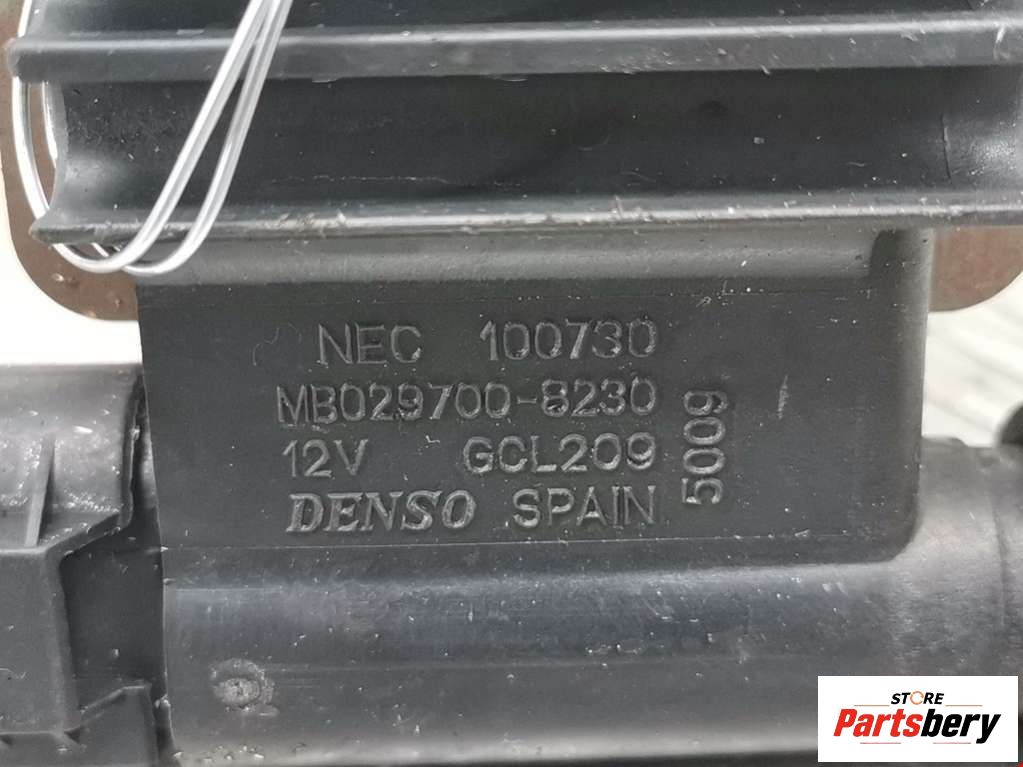 NEC 100730
MB029700-8230
12V GCL209
DENSO SPAIN
5009
STORE
Partsbery